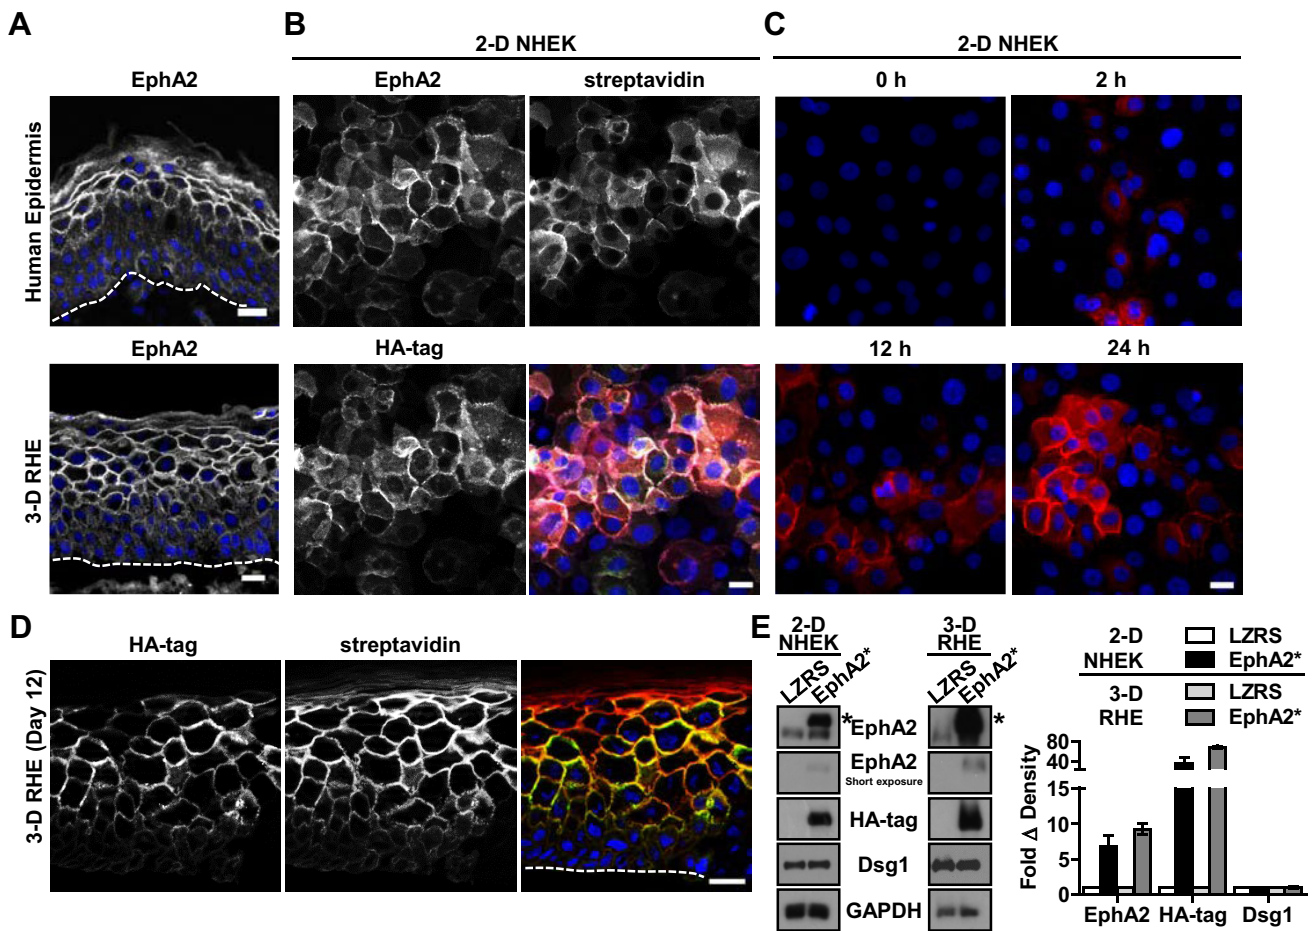 A
B
C
2-D NHEK
2-D NHEK
EphA2
EphA2
streptavidin
0 h
2 h
Human Epidermis
EphA2
HA-tag
12 h
24 h
3-D RHE
D
HA-tag
streptavidin
3-D RHE (Day 12)
E
2-D
NHEK
3-D
RHE
LZRS
EphA2*
LZRS
EphA2*
* EphA2 *
EphA2
Short exposure
HA-tag
Dsg1
GAPDH
2-D
NHEK
LZRS
EphA2*
3-D
RHE
LZRS
EphA2*
Fold Δ Density
80
40
15
10
5
0
EphA2 HA-tag Dsg1